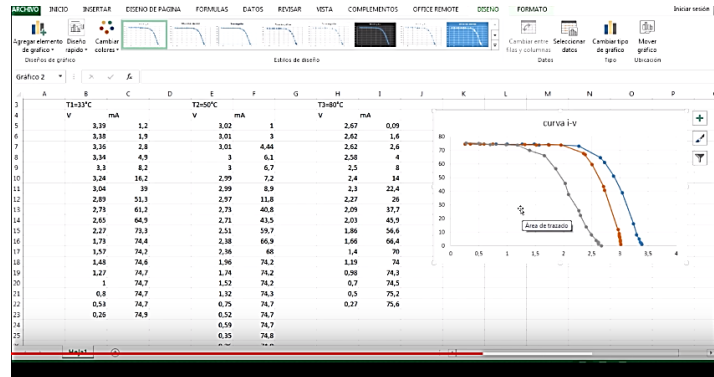 ARCHIVO INICIO INSERTAR DISEÑO DE PAGINA FORMULAS DATOS REVISAR VISTA COMPLEMENTOS OFFICE REMOTE DISEÑO FORMATO Iniciar sesión
Agregar elemento Diseño Cambiar Cambiar entre Seleccionar Cambiar tipo Mover
de grafico rapido colores filas y columnas datos de grafico grafico
Diseños de grafico Estilos de diseño Datos Tipo Ubicación
Gráfico 2 fx
A B C D E F G H I J K L M N O P
3 T1=33°C T2=50°C T3=80°C
4 V mA V mA V mA
5 3,39 1,2 3,02 1 2,67 0,09
6 3,38 1,9 3,01 3 2,62 1,6
7 3,36 2,8 3,01 4,44 2,62 2,6
8 3,34 4,9 3 6,1 2,58 4
9 3,3 8,2 3 6,7 2,5 8
10 3,24 16,2 2,99 7,2 2,4 14
11 3,04 39 2,99 8,9 2,3 22,4
12 2,89 51,3 2,97 11,8 2,27 26
13 2,73 61,2 2,73 40,8 2,09 37,7
14 2,65 64,9 2,71 43,5 2,03 45,9
15 2,27 73,3 2,51 59,7 1,86 56,6
16 1,73 74,4 2,38 66,9 1,66 66,4
17 1,57 74,2 2,36 68 1,4 70
18 1,48 74,6 1,96 74,2 1,19 74
19 1,27 74,7 1,74 74,2 0,98 74,3
20 1 74,7 1,52 74,2 0,7 74,5
21 0,8 74,7 1,32 74,3 0,5 75,2
22 0,53 74,7 0,75 74,7 0,27 75,6
23 0,26 74,9 0,52 74,7
24 0,59 74,7
25 0,35 74,8
curva i-v
80
70
60
50
40
30
20
10
0
0 0,5 1 1,5 2 2,5 3 3,5 4
Área de trazado
Hoja1